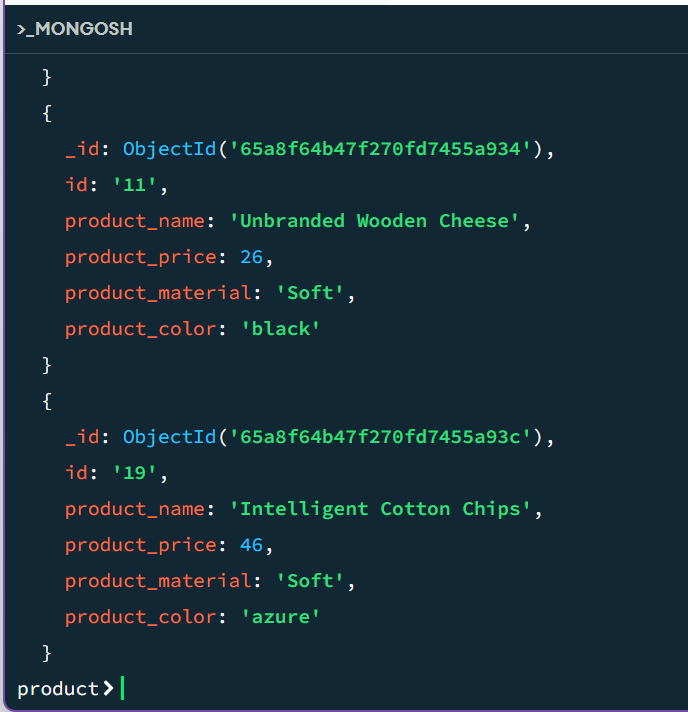 >_MONGOSH
}
{
_id: ObjectId('65a8f64b47f270fd7455a934'),
id: '11',
product_name: 'Unbranded Wooden Cheese',
product_price: 26,
product_material: 'Soft',
product_color: 'black'
}
{
_id: ObjectId('65a8f64b47f270fd7455a93c'),
id: '19',
product_name: 'Intelligent Cotton Chips',
product_price: 46,
product_material: 'Soft',
product_color: 'azure'
}
product>